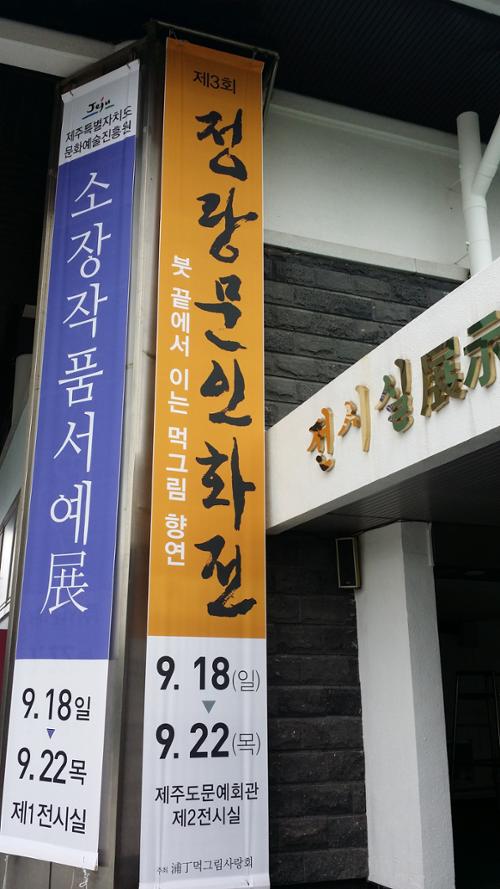 Jeju
제주특별자치도
문화예술진흥원
소장작품서예展
9.18일
9.22목
제1전시실
제3회
정랑문인화전
붓 끝에서 이는 먹그림 향연
9. 18(일)
9. 22(목)
제주도문예회관
제2전시실
주최 浦丁먹그림사랑회
전시실展示